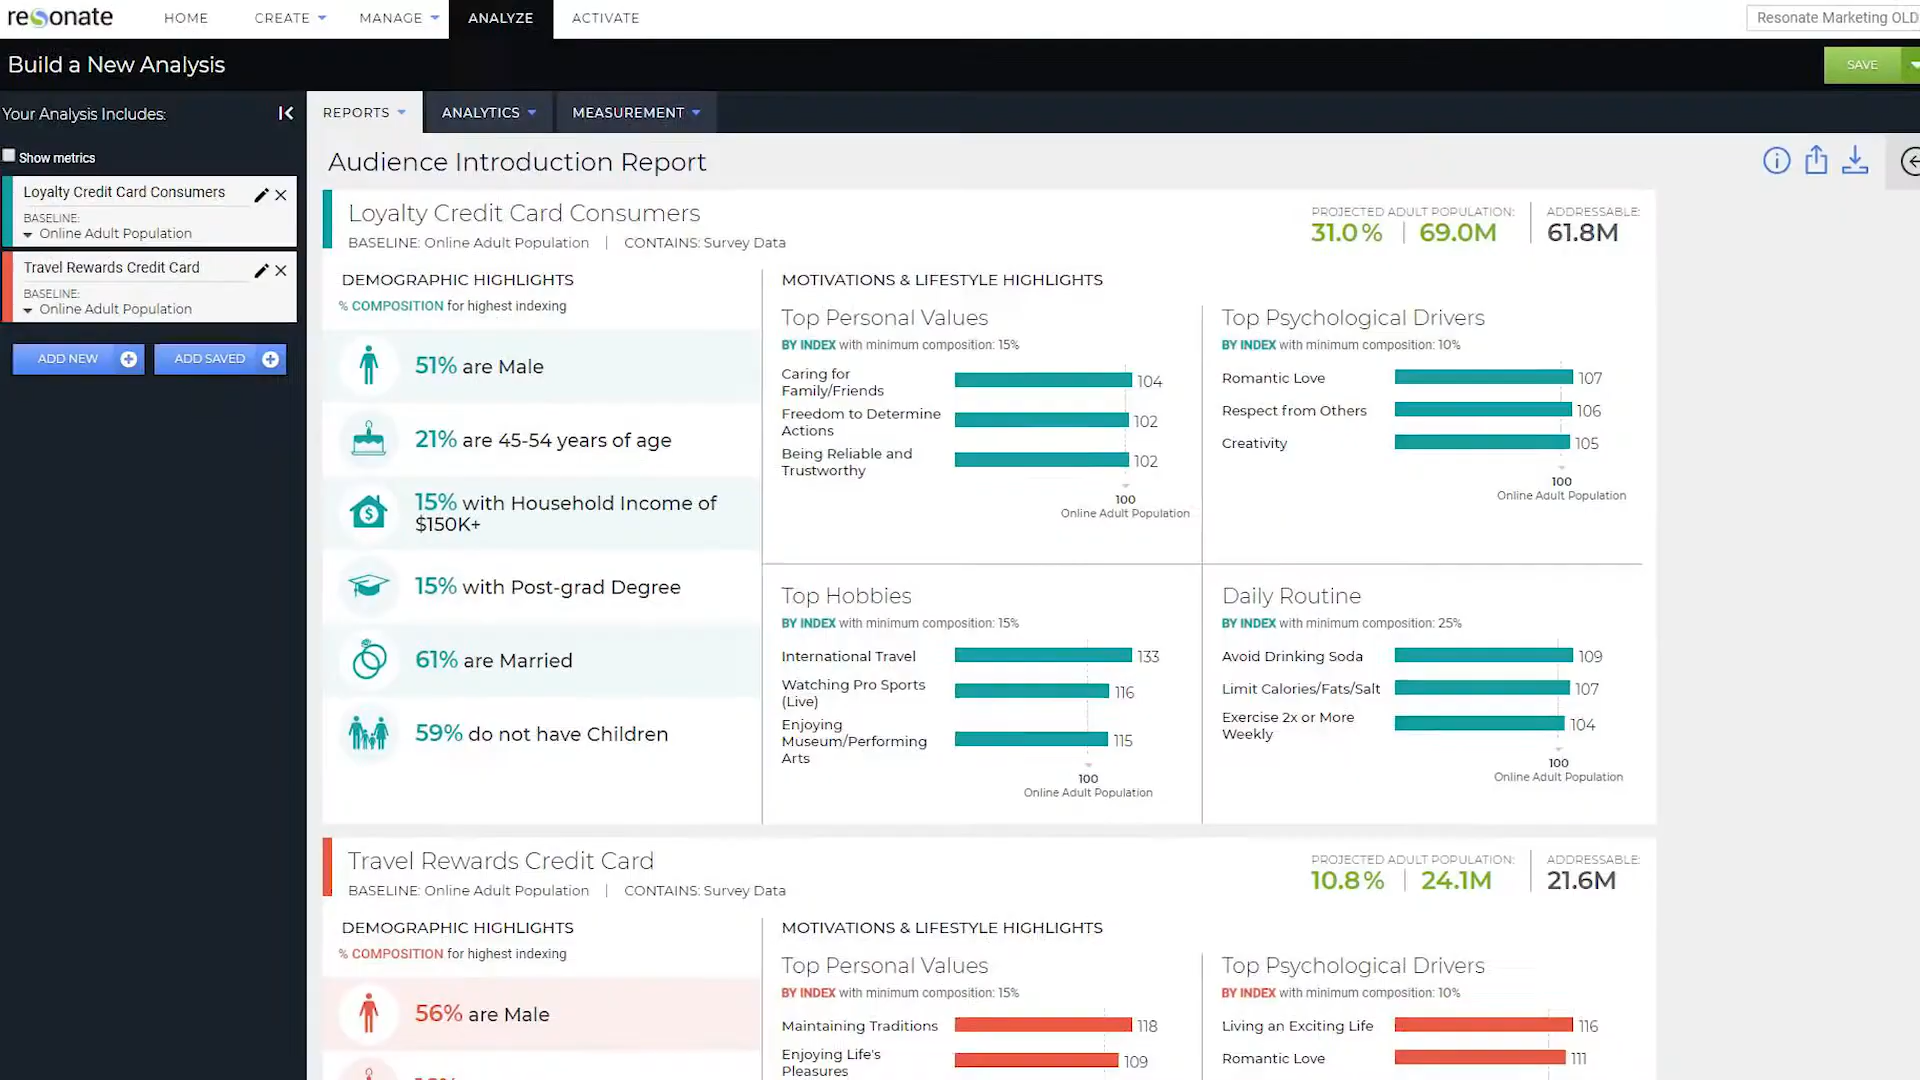 resonate
HOME
CREATE
MANAGE
ANALYZE
ACTIVATE
Resonate Marketing OLD
Build a New Analysis
SAVE
Your Analysis Includes:
REPORTS
ANALYTICS
MEASUREMENT
Show metrics
Loyalty Credit Card Consumers
BASELINE:
Online Adult Population
Travel Rewards Credit Card
BASELINE:
Online Adult Population
ADD NEW
ADD SAVED
Audience Introduction Report
Loyalty Credit Card Consumers
BASELINE: Online Adult Population | CONTAINS: Survey Data
PROJECTED ADULT POPULATION:
31.0% | 69.0M
ADDRESSABLE:
61.8M
DEMOGRAPHIC HIGHLIGHTS
% COMPOSITION for highest indexing
51% are Male
21% are 45-54 years of age
15% with Household Income of
$150K+
15% with Post-grad Degree
61% are Married
59% do not have Children
MOTIVATIONS & LIFESTYLE HIGHLIGHTS
Top Personal Values
BY INDEX with minimum composition: 15%
Caring for
Family/Friends
104
Freedom to Determine
Actions
102
Being Reliable and
Trustworthy
102
100
Online Adult Population
Top Psychological Drivers
BY INDEX with minimum composition: 10%
Romantic Love
107
Respect from Others
106
Creativity
105
100
Online Adult Population
Top Hobbies
BY INDEX with minimum composition: 15%
International Travel
133
Watching Pro Sports
(Live)
116
Enjoying
Museum/Performing
Arts
115
100
Online Adult Population
Daily Routine
BY INDEX with minimum composition: 25%
Avoid Drinking Soda
109
Limit Calories/Fats/Salt
107
Exercise 2x or More
Weekly
104
100
Online Adult Population
Travel Rewards Credit Card
BASELINE: Online Adult Population | CONTAINS: Survey Data
PROJECTED ADULT POPULATION:
10.8% | 24.1M
ADDRESSABLE:
21.6M
DEMOGRAPHIC HIGHLIGHTS
% COMPOSITION for highest indexing
56% are Male
MOTIVATIONS & LIFESTYLE HIGHLIGHTS
Top Personal Values
BY INDEX with minimum composition: 15%
Maintaining Traditions
118
Enjoying Life's
Pleasures
109
Top Psychological Drivers
BY INDEX with minimum composition: 10%
Living an Exciting Life
116
Romantic Love
111